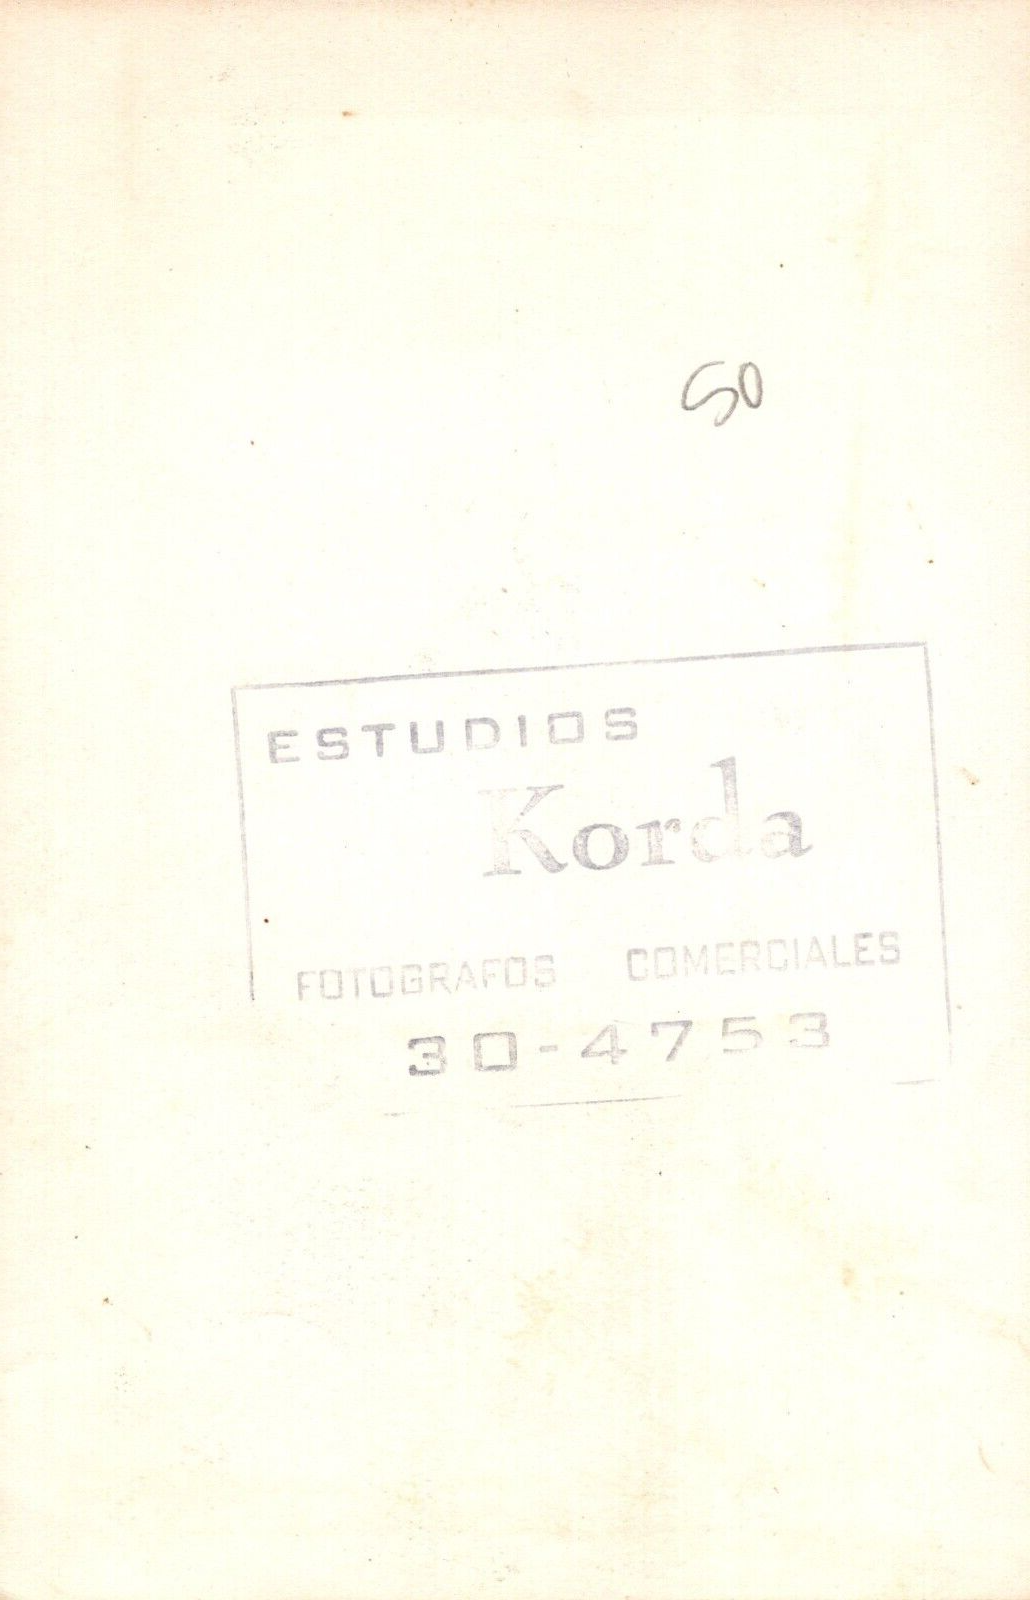 50
ESTUDIOS
Korda
FOTOGRAFOS COMERCIALES
30-4753